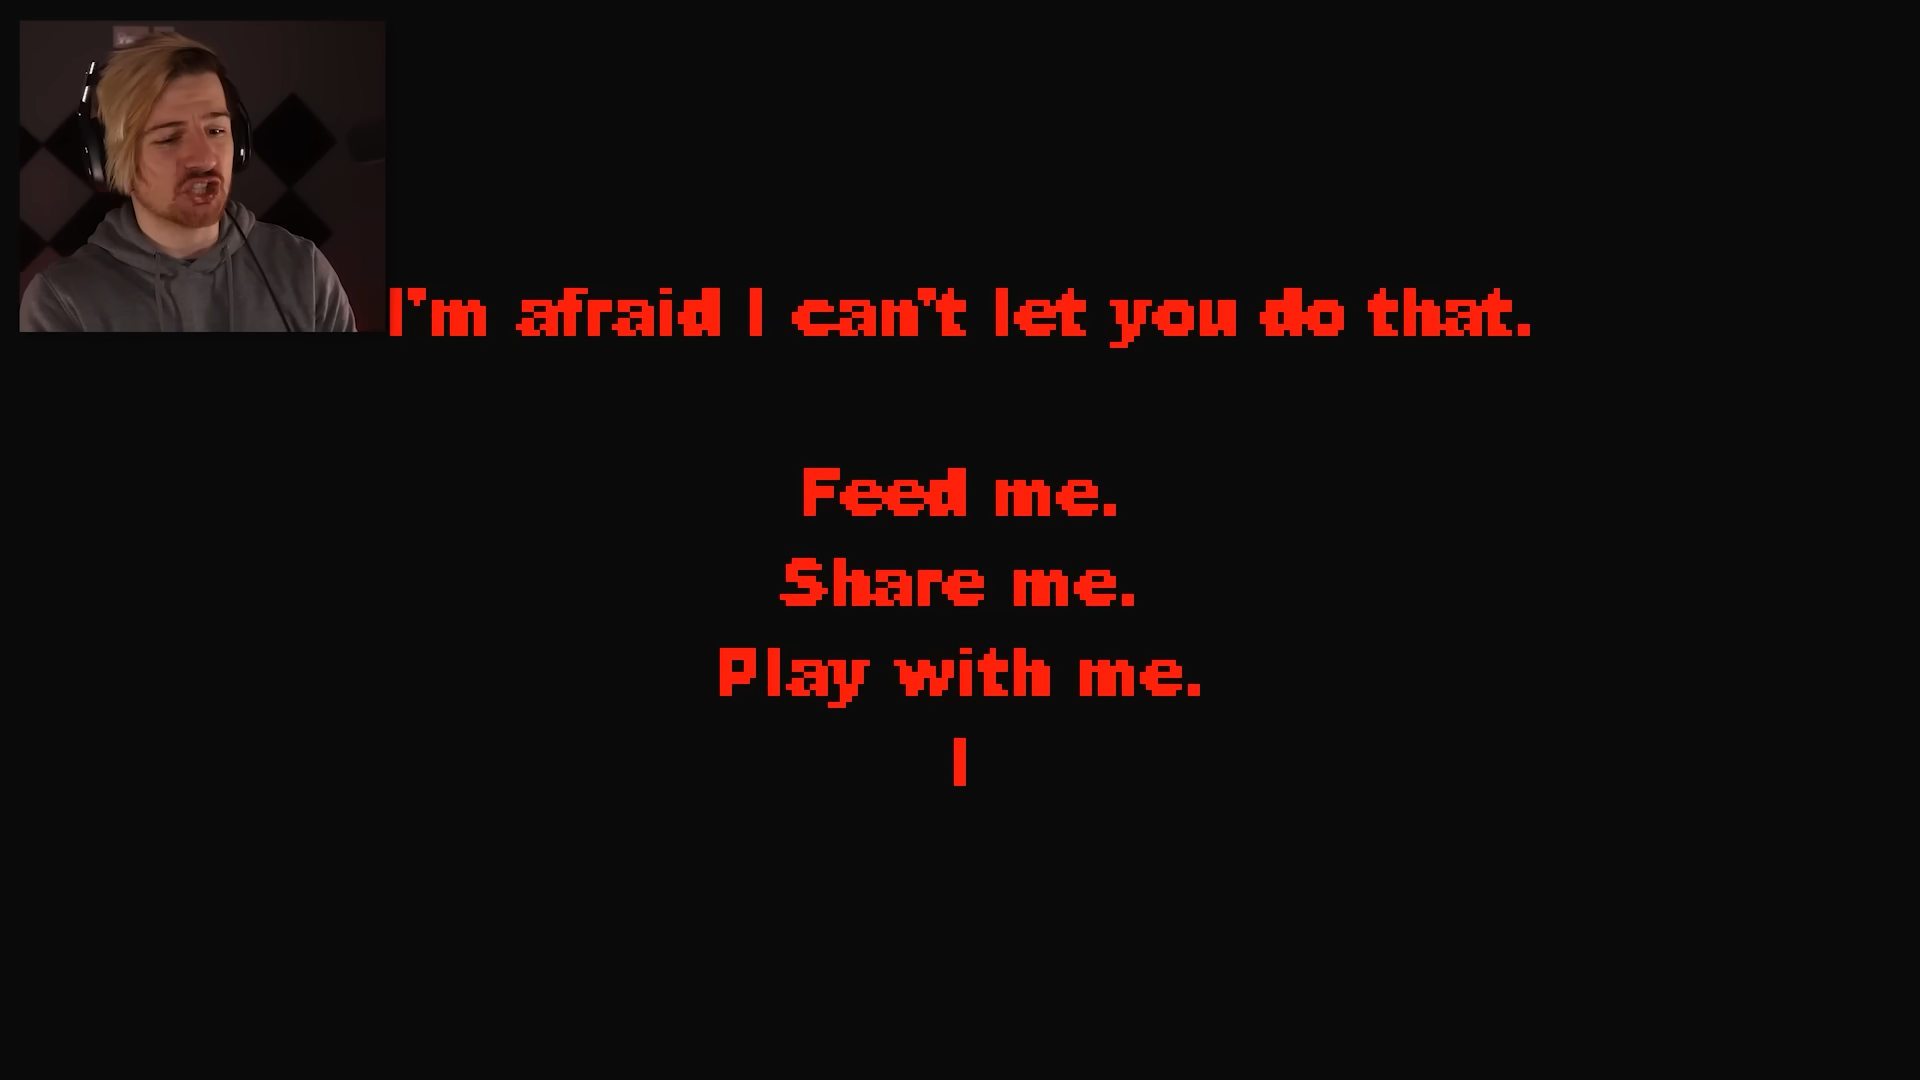 I'm afraid I can't let you do that.
Feed me.
Share me.
Play with me.
I